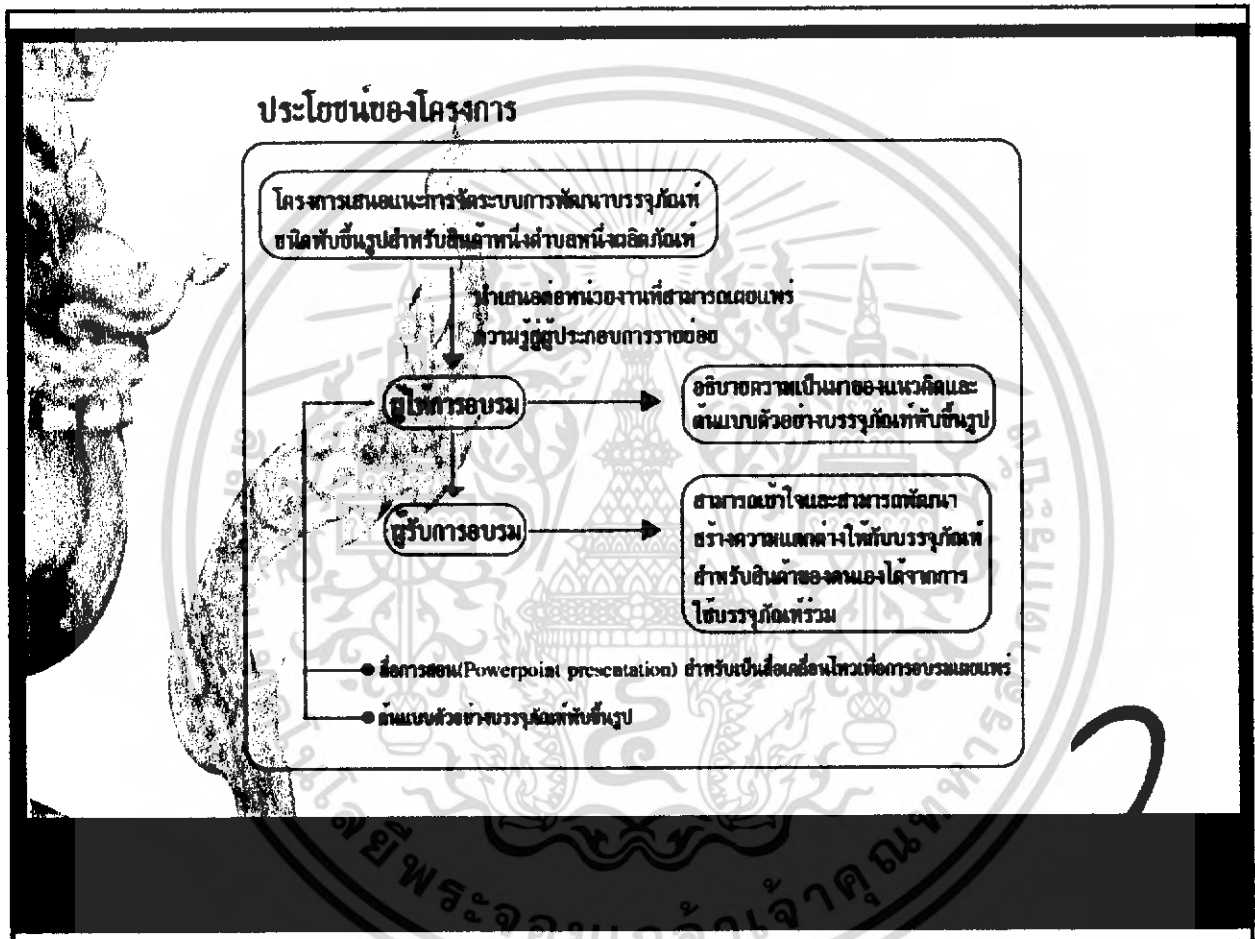 ประโยชน์ของโครงการ
โครงการเสนอแนะการจัดระบบการพัฒนาบรรจุภัณฑ์
ชนิดพับขึ้นรูปสำหรับสินค้าหนึ่งตำบลหนึ่งผลิตภัณฑ์
นำเสนอต่อหน่วยงานที่สามารถเผยแพร่
ความรู้สู่ผู้ประกอบการรายย่อย
ผู้ให้การอบรม
อธิบายความเป็นมาของแนวคิดและ
ต้นแบบตัวอย่างบรรจุภัณฑ์พับขึ้นรูป
ผู้รับการอบรม
สามารถเข้าใจและสามารถพัฒนา
สร้างความแตกต่างให้กับบรรจุภัณฑ์
สำหรับสินค้าของตนเองได้จากการ
ใช้บรรจุภัณฑ์ร่วม
สื่อการสอน(Powerpoint presentation) สำหรับเป็นสื่อเคลื่อนไหวเพื่อการอบรมเผยแพร่
ต้นแบบตัวอย่างบรรจุภัณฑ์พับขึ้นรูป